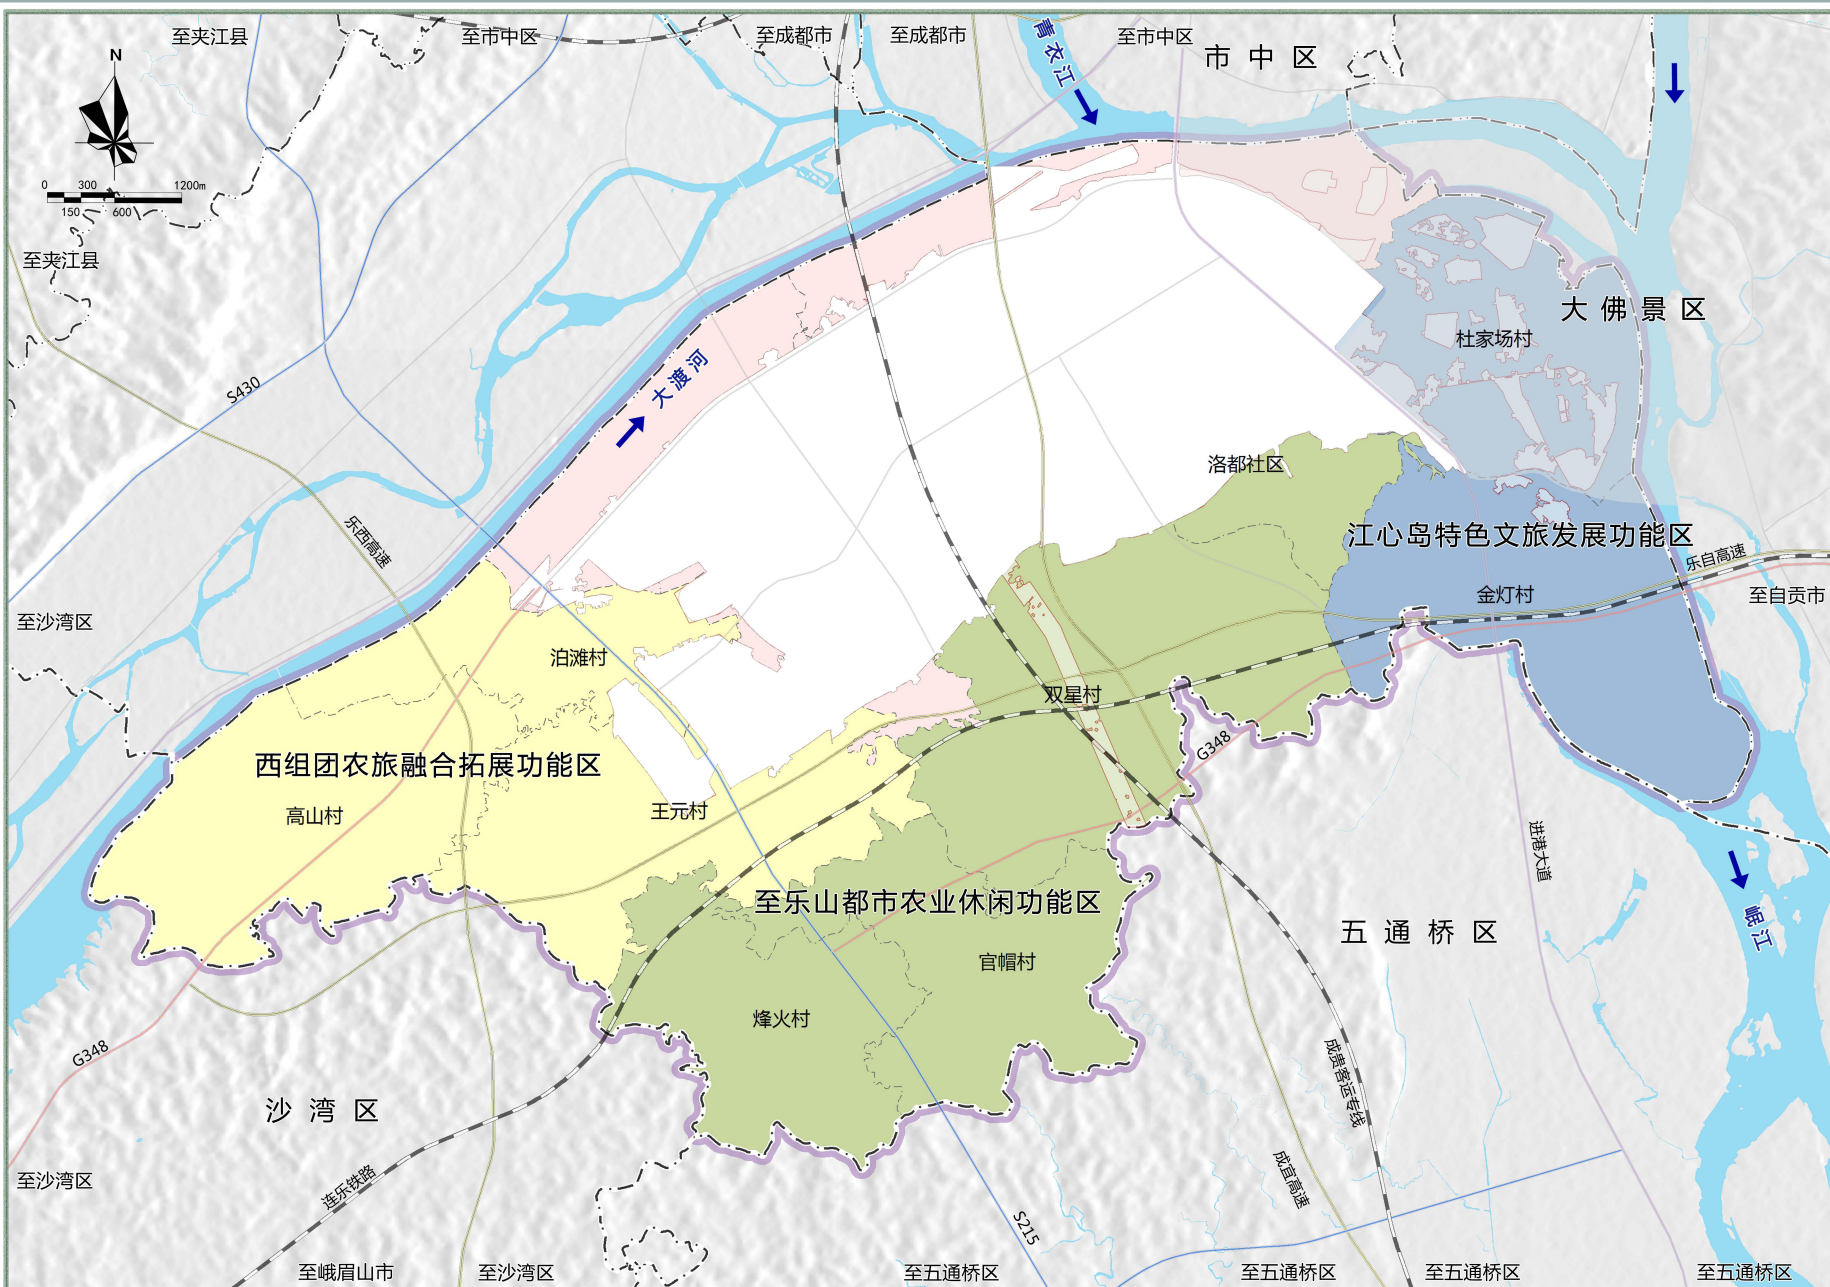 至夹江县
至市中区
至成都市
至成都市
至市中区
市中区
青衣江
N
0 300 1200m
150 600
至夹江县
大佛景区
杜家场村
大渡河
S430
洛都社区
乐西高速
江心岛特色文旅发展功能区
乐自高速
金灯村
至自贡市
至沙湾区
泊滩村
双星村
G348
西组团农旅融合拓展功能区
高山村
王元村
进港大道
至乐山都市农业休闲功能区
岷江
五通桥区
官帽村
烽火村
G348
成贵客运专线
沙湾区
至沙湾区
连乐铁路
成宜高速
S215
至峨眉山市
至沙湾区
至五通桥区
至五通桥区
至五通桥区
至五通桥区